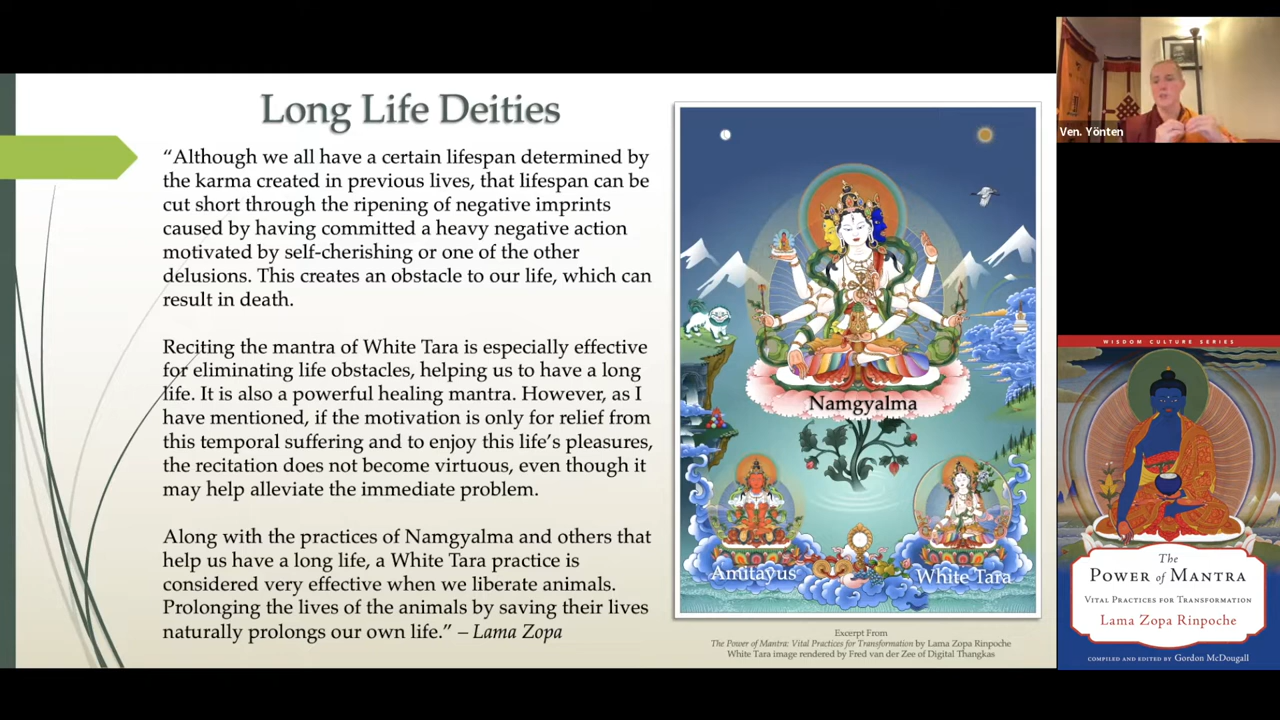 Long Life Deities
“Although we all have a certain lifespan determined by
the karma created in previous lives, that lifespan can be
cut short through the ripening of negative imprints
caused by having committed a heavy negative action
motivated by self-cherishing or one of the other
delusions. This creates an obstacle to our life, which can
result in death.
Reciting the mantra of White Tara is especially effective
for eliminating life obstacles, helping us to have a long
life. It is also a powerful healing mantra. However, as I
have mentioned, if the motivation is only for relief from
this temporal suffering and to enjoy this life’s pleasures,
the recitation does not become virtuous, even though it
may help alleviate the immediate problem.
Along with the practices of Namgyalma and others that
help us have a long life, a White Tara practice is
considered very effective when we liberate animals.
Prolonging the lives of the animals by saving their lives
naturally prolongs our own life.” – Lama Zopa
Namgyalma
Amitayus
White Tara
Excerpt From
The Power of Mantra: Vital Practices for Transformation by Lama Zopa Rinpoche
White Tara image rendered by Fred van der Zee of Digital Thangkas
Ven. Yönten
WISDOM CULTURE SERIES
The
POWER of MANTRA
VITAL PRACTICES FOR TRANSFORMATION
Lama Zopa Rinpoche
COMPILED AND EDITED BY Gordon McDougall